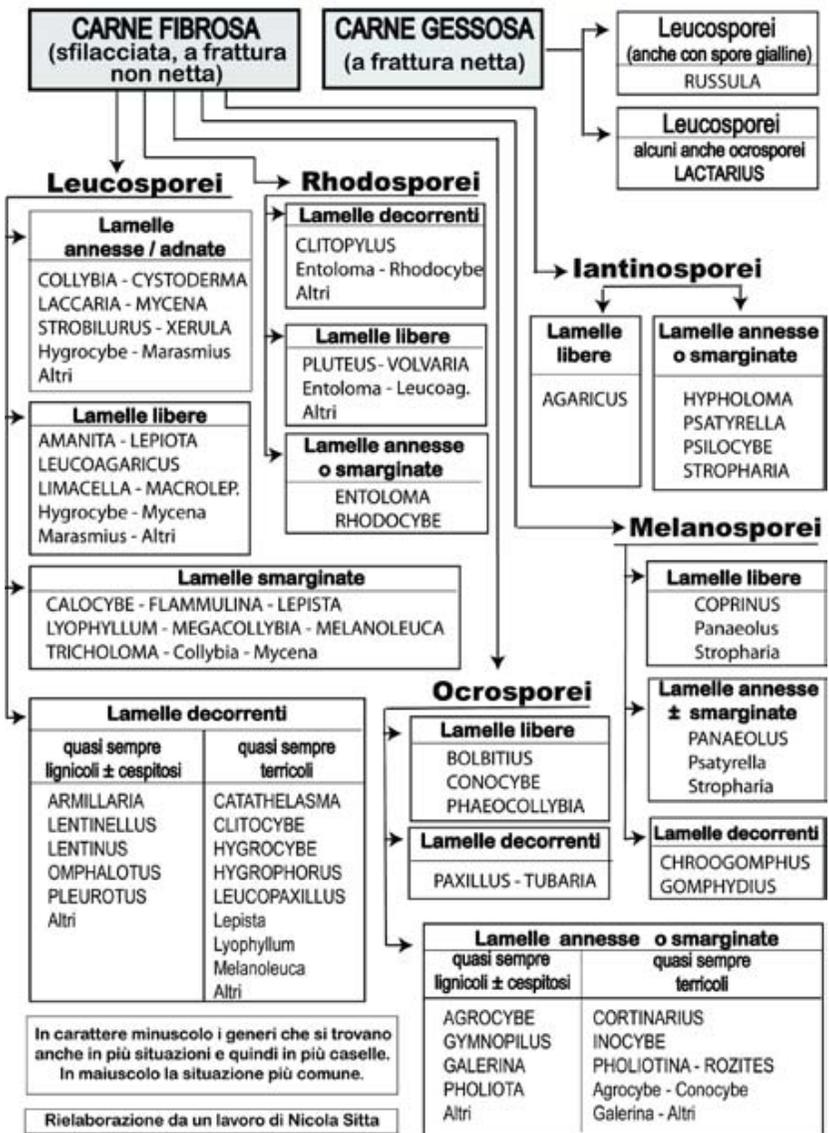 CARNE FIBROSA
(sfilacciata, a frattura
non netta)
CARNE GESSOSA
(a frattura netta)
Leucosporei
(anche con spore gialline)
RUSSULA
Leucosporei
alcuni anche ocrosporei
LACTARIUS
Leucosporei
Lamelle
annesse / adnate
COLLYBIA - CYSTODERMA
LACCARIA - MYCENA
STROBILURUS - XERULA
Hygrocybe - Marasmius
Altri
Lamelle libere
AMANITA - LEPIOTA
LEUCOAGARICUS
LIMACELLA - MACROLEP.
Hygrocybe - Mycena
Marasmius - Altri
Lamelle smarginate
CALOCYBE - FLAMMULINA - LEPISTA
LYOPHYLLUM - MEGACOLLYBIA - MELANOLEUCA
TRICHOLOMA - Collybia - Mycena
Lamelle decorrenti
quasi sempre
lignicoli ± cespitosi
ARMILLARIA
LENTINELLUS
LENTINUS
OMPHALOTUS
PLEUROTUS
Altri
quasi sempre
terricoli
CATATHELASMA
CLITOCYBE
HYGROCYBE
HYGROPHORUS
LEUCOPAXILLUS
Lepista
Lyophyllum
Melanoleuca
Altri
Rhodosporei
Lamelle decorrenti
CLITOPYLUS
Entoloma - Rhodocybe
Altri
Lamelle libere
PLUTEUS - VOLVARIA
Entoloma - Leucoag.
Altri
Lamelle annesse
o smarginate
ENTOLOMA
RHODOCYBE
Iantinosporei
Lamelle
libere
AGARICUS
Lamelle annesse
o smarginate
HYPHOLOMA
PSATYRELLA
PSILOCYBE
STROPHARIA
Melanosporei
Lamelle libere
COPRINUS
Panaeolus
Stropharia
Lamelle annesse
± smarginate
PANAEOLUS
Psatyrella
Stropharia
Lamelle decorrenti
CHROOGOMPHUS
GOMPHYDIUS
Ocrosporei
Lamelle libere
BOLBITIUS
CONOCYBE
PHAEOCOLLYBIA
Lamelle decorrenti
PAXILLUS - TUBARIA
Lamelle annesse o smarginate
quasi sempre
lignicoli ± cespitosi
AGROCYBE
GYMNOPILUS
GALERINA
PHOLIOTA
Altri
quasi sempre
terricoli
CORTINARIUS
INOCYBE
PHOLIOTINA - ROZITES
Agrocybe - Conocybe
Galerina - Altri
In carattere minuscolo i generi che si trovano
anche in più situazioni e quindi in più caselle.
In maiuscolo la situazione più comune.
Rielaborazione da un lavoro di Nicola Sitta